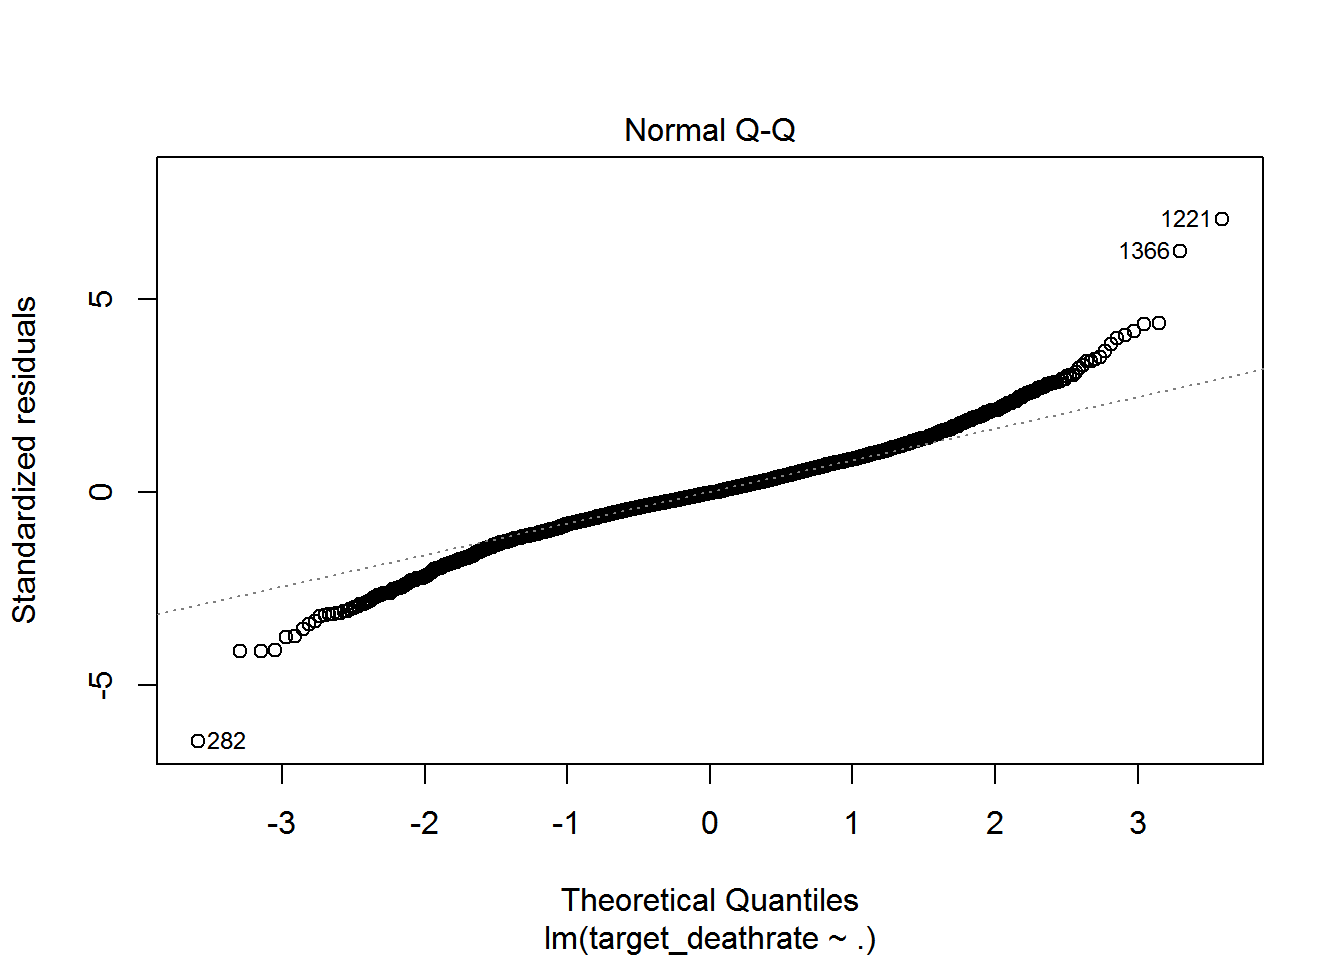 Normal Q-Q
Standardized residuals
5
0
-5
1221
1366
282
-3 -2 -1 0 1 2 3
Theoretical Quantiles
lm(target_deathrate ~ .)